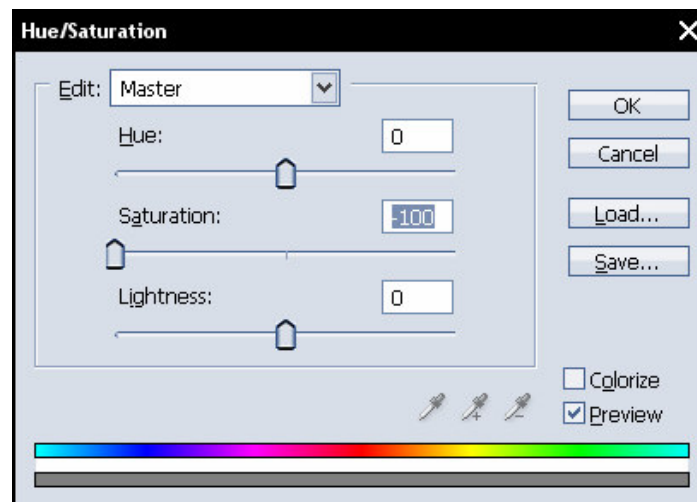 Hue/Saturation
Edit: Master
Hue: 0
Saturation: -100
Lightness: 0
OK
Cancel
Load...
Save...
Colorize
Preview